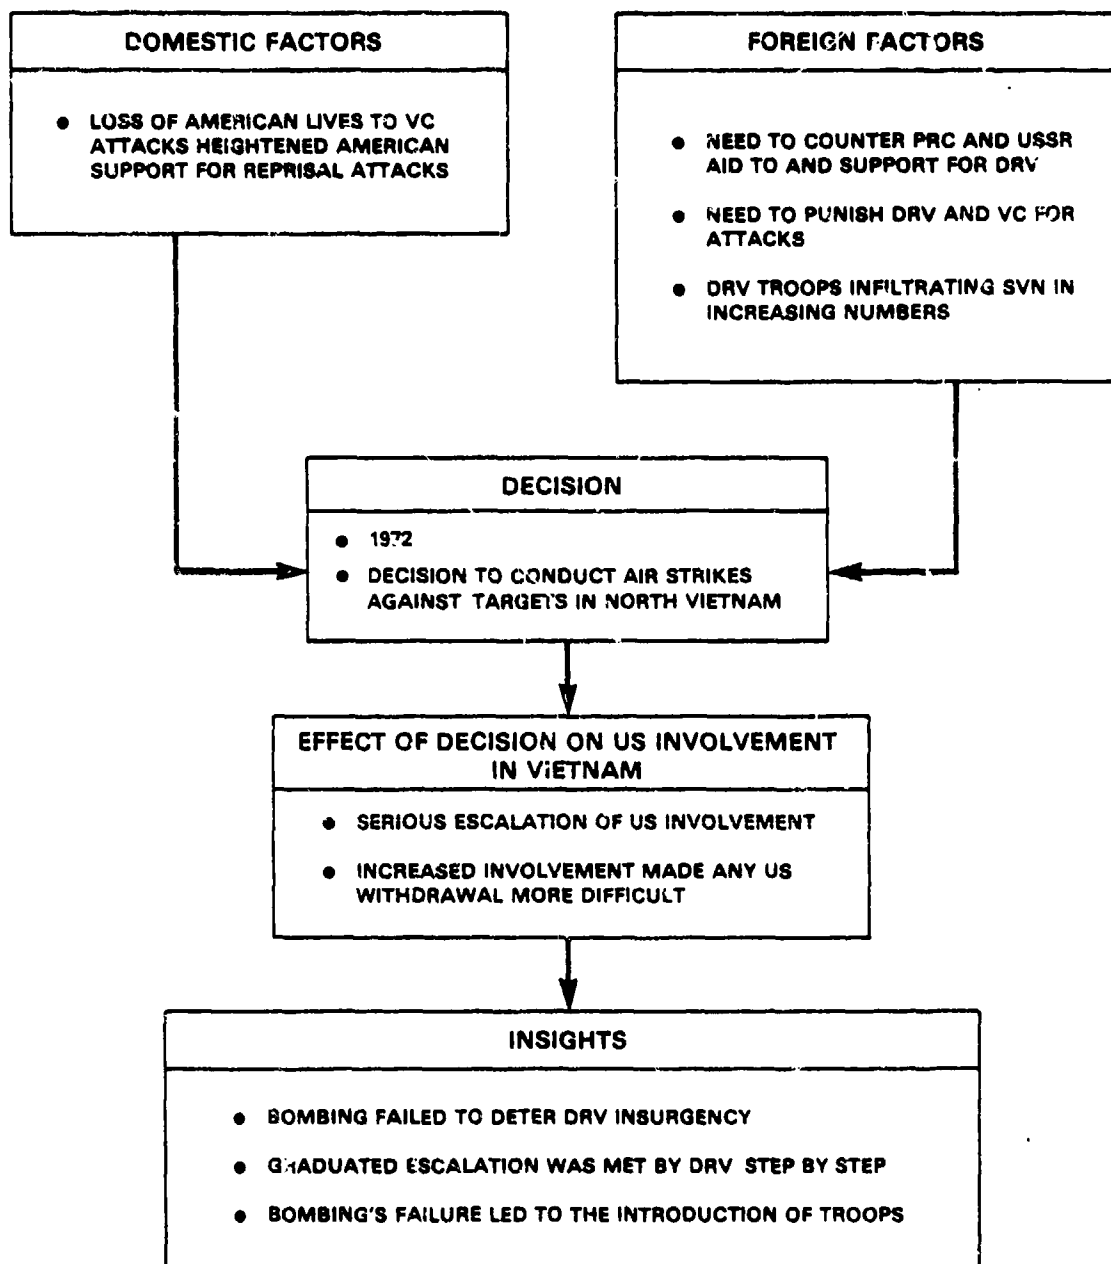 DOMESTIC FACTORS
● LOSS OF AMERICAN LIVES TO VC
ATTACKS HEIGHTENED AMERICAN
SUPPORT FOR REPRISAL ATTACKS
FOREIGN FACTORS
● NEED TO COUNTER PRC AND USSR
AID TO AND SUPPORT FOR DRV
● NEED TO PUNISH DRV AND VC FOR
ATTACKS
● DRV TROOPS INFILTRATING SVN IN
INCREASING NUMBERS
DECISION
● 1972
● DECISION TO CONDUCT AIR STRIKES
AGAINST TARGETS IN NORTH VIETNAM
EFFECT OF DECISION ON US INVOLVEMENT
IN VIETNAM
● SERIOUS ESCALATION OF US INVOLVEMENT
● INCREASED INVOLVEMENT MADE ANY US
WITHDRAWAL MORE DIFFICULT
INSIGHTS
● BOMBING FAILED TO DETER DRV INSURGENCY
● GRADUATED ESCALATION WAS MET BY DRV STEP BY STEP
● BOMBING'S FAILURE LED TO THE INTRODUCTION OF TROOPS